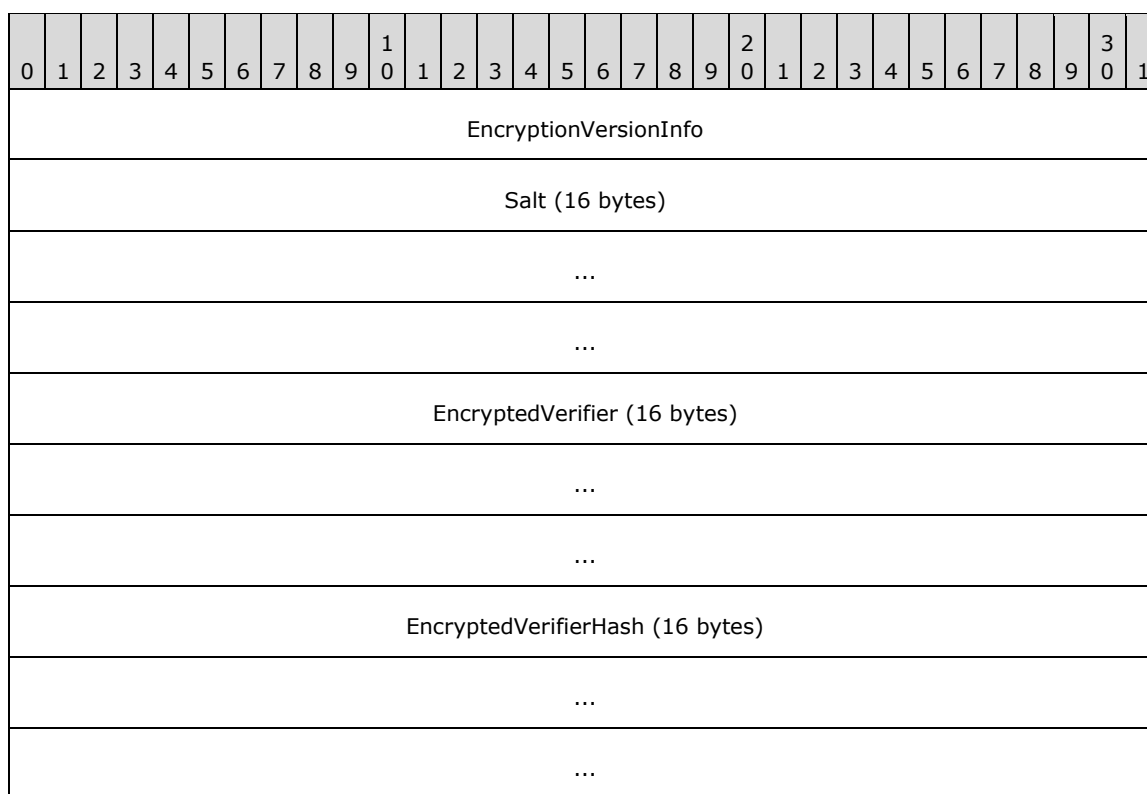 1 2 3
0 1 2 3 4 5 6 7 8 9 0 1 2 3 4 5 6 7 8 9 0 1 2 3 4 5 6 7 8 9 0 1
EncryptionVersionInfo
Salt (16 bytes)
...
...
EncryptedVerifier (16 bytes)
...
...
EncryptedVerifierHash (16 bytes)
...
...